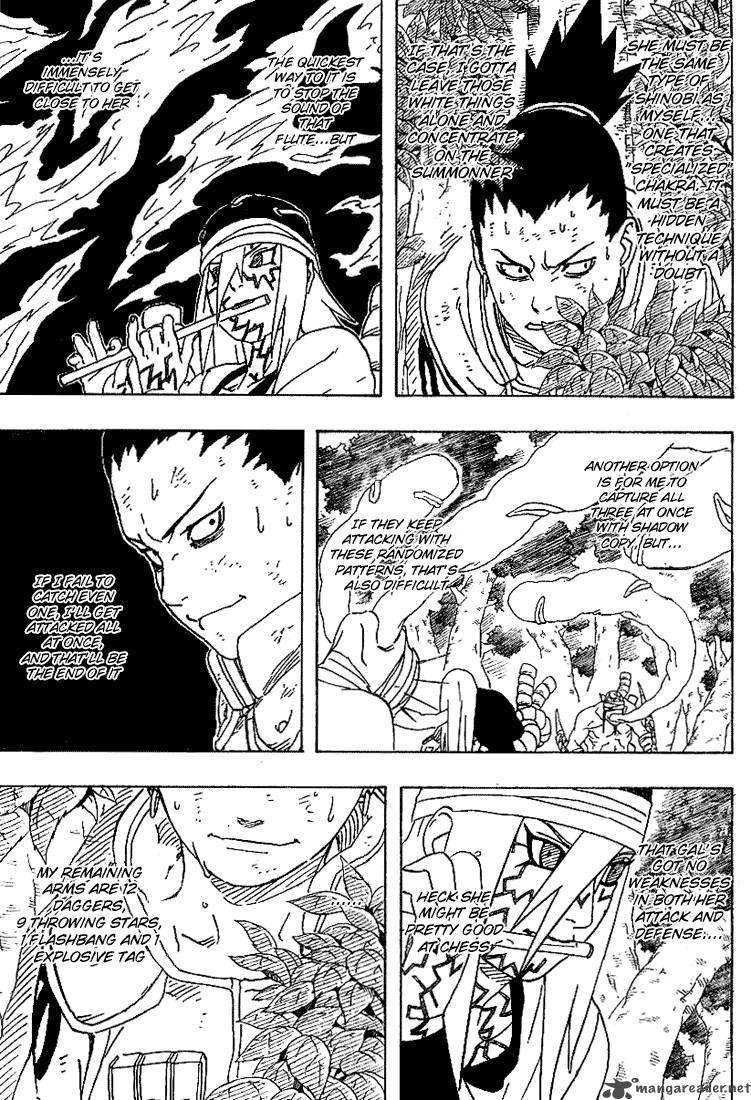 SHE MUST BE
THE SAME
TYPE OF
SHINOBI AS
MYSELF...
ONE THAT
CREATES
"SPECIALIZED"
CHAKRA. IT
MUST BE A
HIDDEN
TECHNIQUE
WITHOUT A
DOUBT
IF THAT'S THE
CASE, I GOTTA
LEAVE THOSE
WHITE THINGS
ALONE AND
CONCENTRATE
ON THE
SUMMONNER
THE QUICKEST
WAY TO IT IS
TO STOP THE
SOUND OF
THAT
FLUTE...BUT
...IT'S
IMMENSELY
DIFFICULT TO GET
CLOSE TO HER
ANOTHER OPTION
IS FOR ME TO
CAPTURE ALL
THREE AT ONCE
WITH SHADOW
COPY, BUT...
IF THEY KEEP
ATTACKING WITH
THESE RANDOMIZED
PATTERNS, THAT'S
ALSO DIFFICULT
IF I FAIL TO
CATCH EVEN
ONE, I'LL GET
ATTACKED ALL
AT ONCE,
AND THAT'LL BE
THE END OF IT
THAT GAL'S
GOT NO
WEAKNESSES
IN BOTH HER
ATTACK AND
DEFENSE....
HECK SHE
MIGHT BE
PRETTY GOOD
AT CHESS
......
MY REMAINING
ARMS ARE 12
DAGGERS,
9 THROWING STARS,
1 FLASHBANG AND 1
EXPLOSIVE TAG
mangareader.net